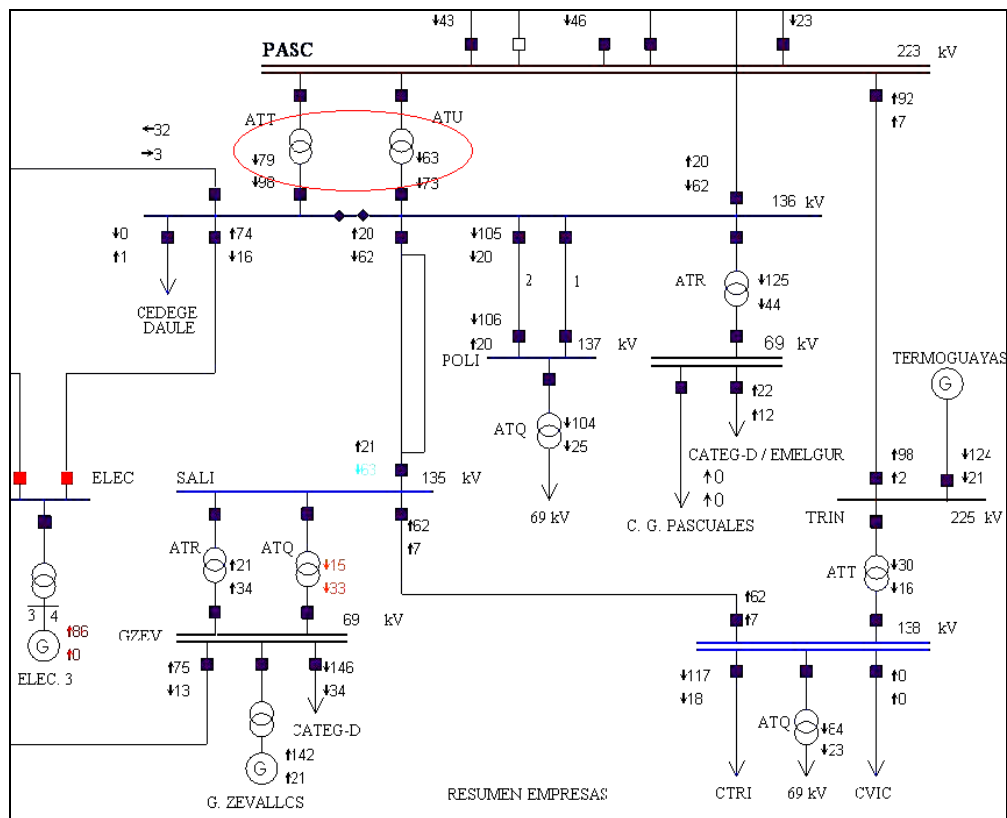 ↓43
↓46
↓23
PASC
223 kV
ATT
ATU
↑92
↑7
←32
→3
↓79
↓98
↓63
↓73
↑20
↓62
136 kV
↓0
↑1
↑74
↓16
↑20
↓62
↓105
↓20
2
1
ATR
↓125
↓44
CEDEGE
DAULE
↓106
↑20
137 kV
69 kV
POLI
TERMOGUAYAS
G
↑22
↑12
ATQ
↓104
↓25
CATEG-D / EMELGUR
↑21
↓63
↑98
↑2
↓124
↓21
ELEC
SALI
135 kV
↑0
↑0
69 kV
C. G. PASCUALES
TRIN
225 kV
↑62
↑7
ATR
↑21
↑34
ATQ
↓15
↓33
ATT
↓30
↓16
3 4
G
↑86
↑0
ELEC. 3
GZEV
69 kV
↑62
↑7
138 kV
↑75
↓13
↓146
↓34
↓117
↓18
↑0
↑0
CATEG-D
ATQ
↓84
↓23
G
↑142
↑21
G. ZEVALLCS
RESUMEN EMPRESAS
CTRI
69 kV
CVIC